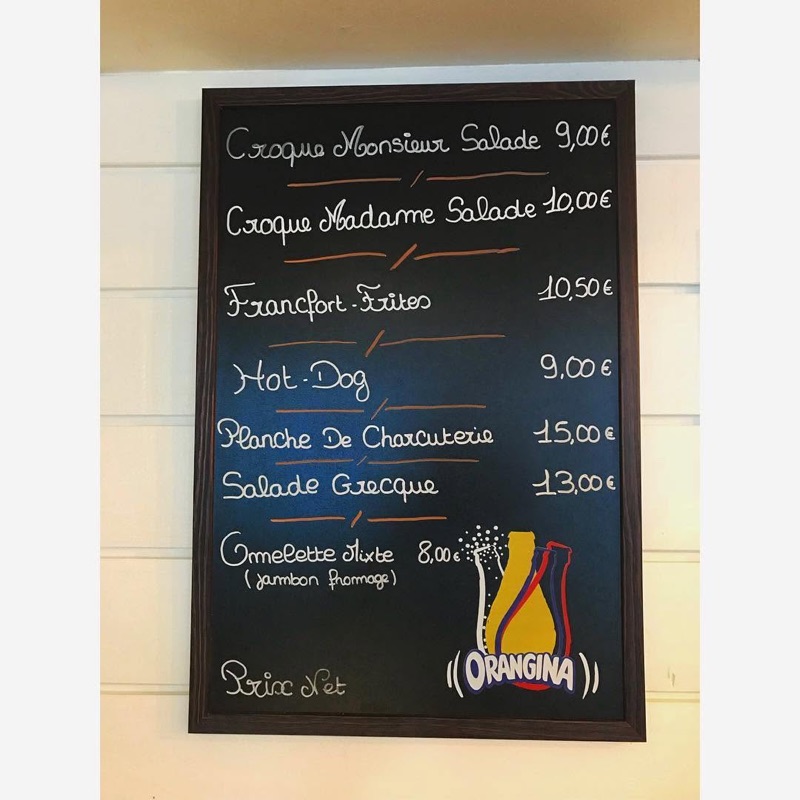 Croque Monsieur Salade 9,00€
Croque Madame Salade 10,00€
Francfort-Frites 10,50€
Hot-Dog 9,00€
Planche De Charcuterie 15,00€
Salade Grecque 13,00€
Omelette Mixte 8,00€
(jambon fromage)
ORANGINA
Prix Net